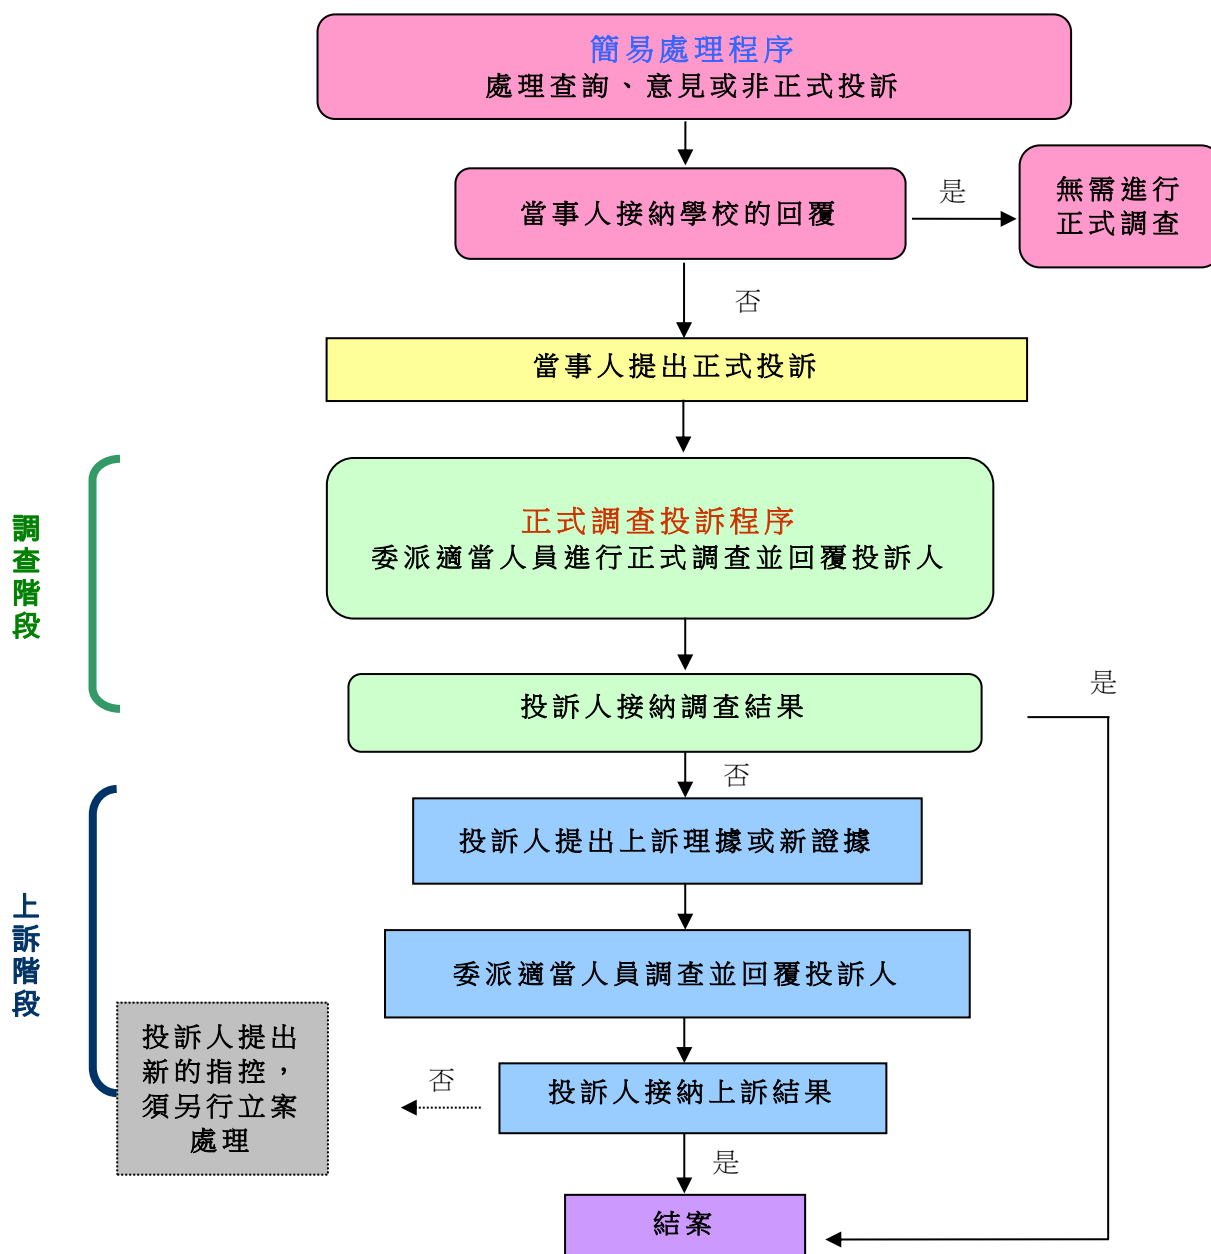 簡易處理程序
處理查詢、意見或非正式投訴
當事人接納學校的回覆
是
無需進行
正式調查
否
當事人提出正式投訴
調查階段
正式調查投訴程序
委派適當人員進行正式調查並回覆投訴人
投訴人接納調查結果
是
否
上訴階段
投訴人提出上訴理據或新證據
委派適當人員調查並回覆投訴人
投訴人接納上訴結果
否
投訴人提出
新的指控，
須另行立案
處理
是
結案